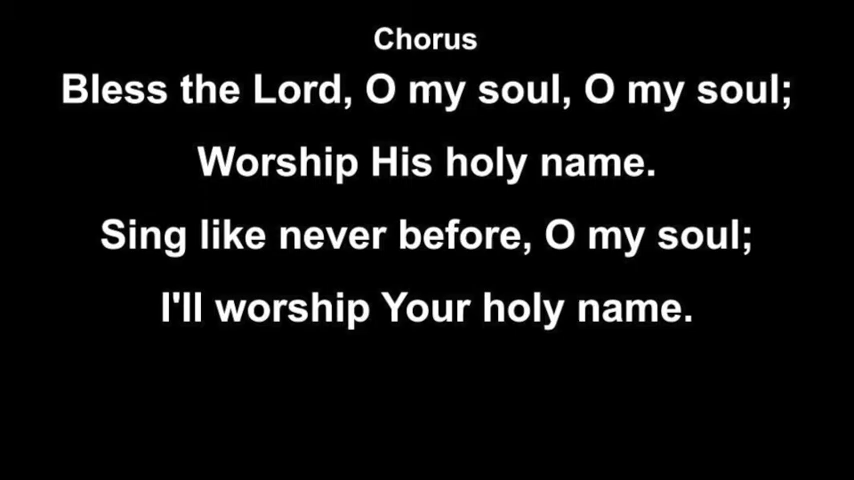 Chorus
Bless the Lord, O my soul, O my soul;
Worship His holy name.
Sing like never before, O my soul;
I'll worship Your holy name.